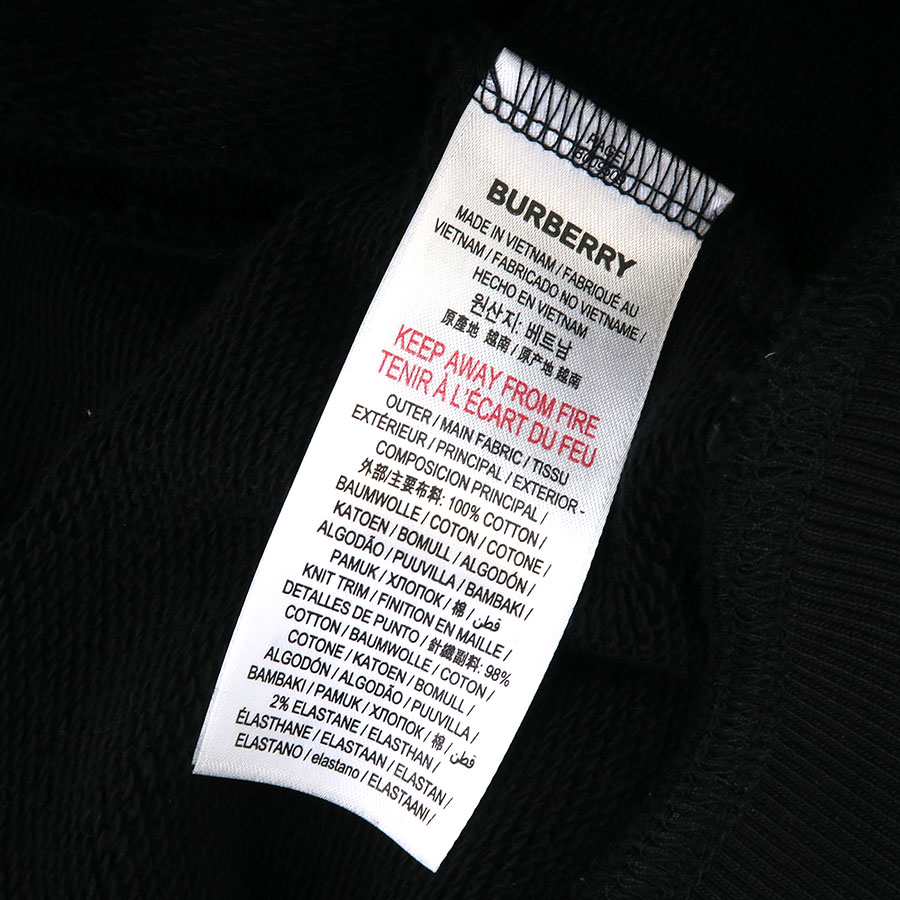 PAGE
8009509
BURBERRY
MADE IN VIETNAM / FABRIQUÉ AU
VIETNAM / FABRICADO NO VIETNAME /
HECHO EN VIETNAM
원산지: 베트남
原產地 越南 / 原产地 越南
KEEP AWAY FROM FIRE
TENIR À L'ÉCART DU FEU
OUTER / MAIN FABRIC / TISSU
EXTÉRIEUR / PRINCIPAL / EXTERIOR -
COMPOSICION PRINCIPAL /
外部/主要布料: 100% COTTON /
BAUMWOLLE / COTON / COTONE /
KATOEN / BOMULL / ALGODÓN /
ALGODÃO / PUUVILLA / BAMBAKI /
PAMUK / ХЛОПОК / 棉 / قطن /
KNIT TRIM / FINITION EN MAILLE /
DETALLES DE PUNTO / 針織副料: 98%
COTTON / BAUMWOLLE / COTON /
COTONE / KATOEN / BOMULL /
ALGODÓN / ALGODÃO / PUUVILLA /
BAMBAKI / PAMUK / ХЛОПОК / 棉 / قطن
2% ELASTANE / ELASTHAN /
ÉLASTHANE / ELASTAAN / ELASTAN /
ELASTANO / elastano / ELASTAANI /